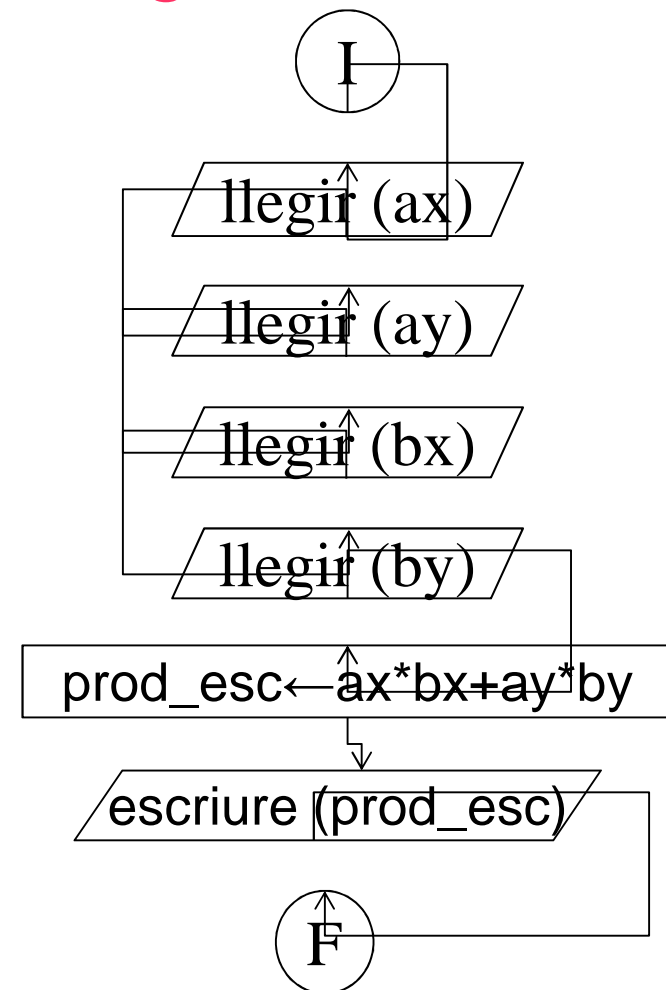 I
llegir (ax)
llegir (ay)
llegir (bx)
llegir (by)
prod_esc←ax*bx+ay*by
escriure (prod_esc)
F